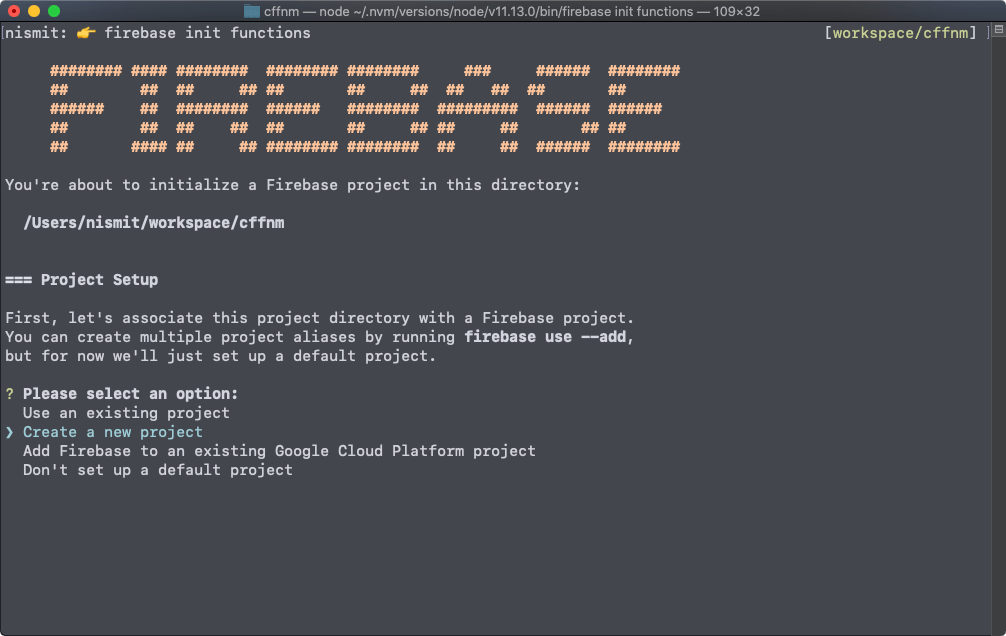 cffnm — node ~/.nvm/versions/node/v11.13.0/bin/firebase init functions — 109×32
[nismit: 👉 firebase init functions [workspace/cffnm] ]
######## #### ########  ######## ########     ###     ######  ########
##        ##  ##     ## ##       ##     ##  ##   ##  ##       ##
######    ##  ########  ######   ########  #########  ######  ######
##        ##  ##    ##  ##       ##     ## ##     ##       ## ##
##       #### ##     ## ######## ########  ##     ##  ######  ########
You're about to initialize a Firebase project in this directory:
/Users/nismit/workspace/cffnm
=== Project Setup
First, let's associate this project directory with a Firebase project.
You can create multiple project aliases by running firebase use --add,
but for now we'll just set up a default project.
? Please select an option:
Use an existing project
❯ Create a new project
Add Firebase to an existing Google Cloud Platform project
Don't set up a default project